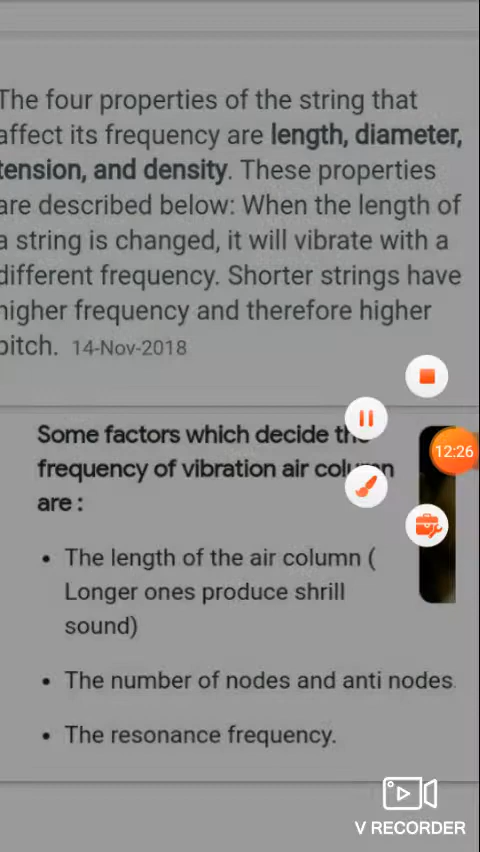 The four properties of the string that
affect its frequency are length, diameter,
tension, and density. These properties
are described below: When the length of
a string is changed, it will vibrate with a
different frequency. Shorter strings have
higher frequency and therefore higher
pitch. 14-Nov-2018
Some factors which decide the
frequency of vibration air column
are :
• The length of the air column (
Longer ones produce shrill
sound)
• The number of nodes and anti nodes.
• The resonance frequency.
12:26
V RECORDER